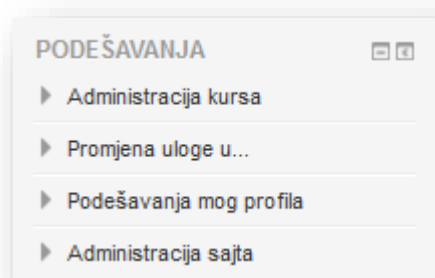 PODEŠAVANJA
Administracija kursa
Promjena uloge u...
Podešavanja mog profila
Administracija sajta